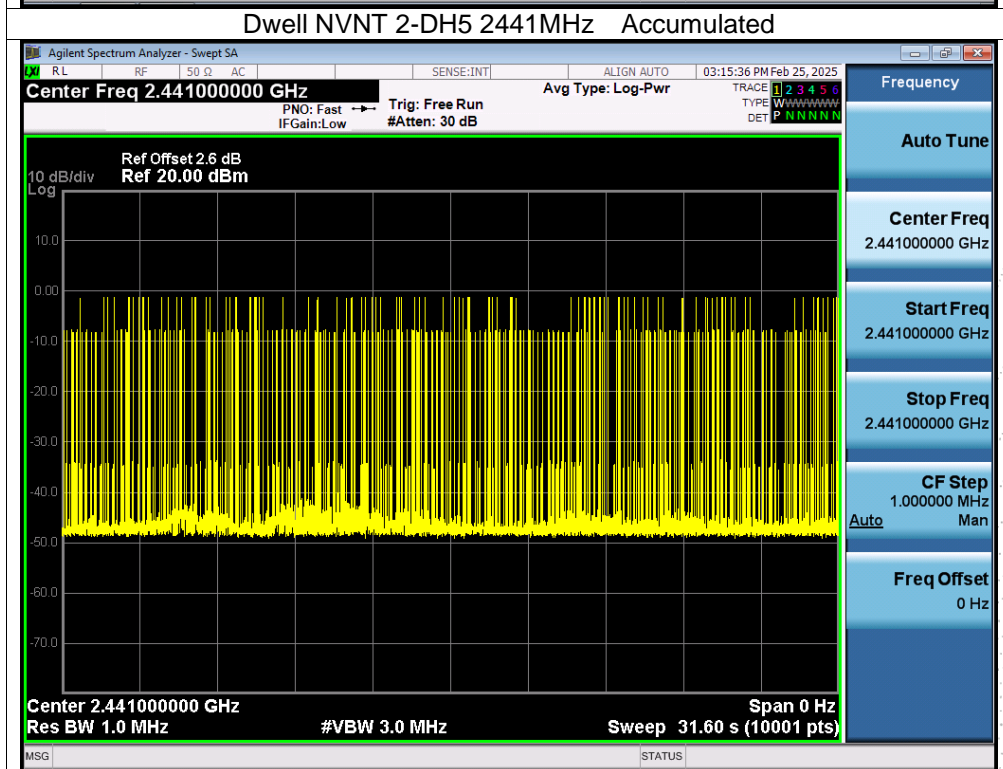 Dwell NVNT 2-DH5 2441MHz Accumulated
Agilent Spectrum Analyzer - Swept SA
LXI RL RF 50 Ω AC SENSE:INT ALIGN AUTO 03:15:36 PM Feb 25, 2025
Center Freq 2.441000000 GHz
PNO: Fast
IFGain:Low
Trig: Free Run
#Atten: 30 dB
Avg Type: Log-Pwr
TRACE 1 2 3 4 5 6
TYPE WWWWWW
DET P N N N N N
Frequency
Auto Tune
Center Freq
2.441000000 GHz
Start Freq
2.441000000 GHz
Stop Freq
2.441000000 GHz
CF Step
1.000000 MHz
Auto Man
Freq Offset
0 Hz
Ref Offset 2.6 dB
10 dB/div Ref 20.00 dBm
Log
10.0
0.00
-10.0
-20.0
-30.0
-40.0
-50.0
-60.0
-70.0
Center 2.441000000 GHz Span 0 Hz
Res BW 1.0 MHz #VBW 3.0 MHz Sweep 31.60 s (10001 pts)
MSG STATUS